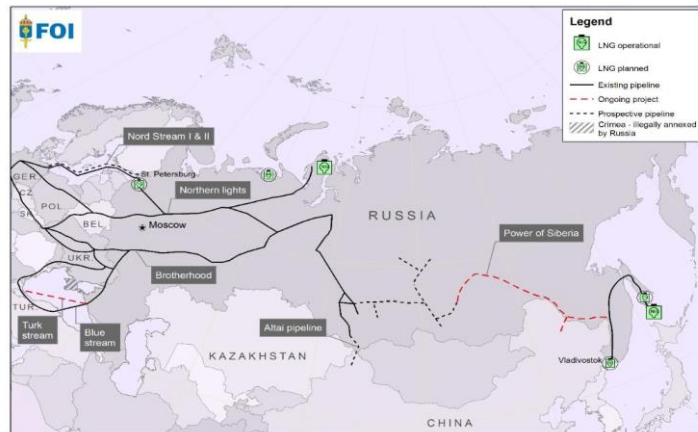 FOI
Legend
LNG operational
LNG planned
Existing pipeline
Ongoing project
Prospective pipeline
Crimea - illegally annexed
by Russia
Nord Stream I & II
St. Petersburg
GER.
Northern lights
CZ
POL.
SK
BEL.
Moscow
RUSSIA
Power of Siberia
UKR.
Brotherhood
TUR.
Turk
stream
Blue
stream
Altai pipeline
KAZAKHSTAN
Vladivostok
CHINA